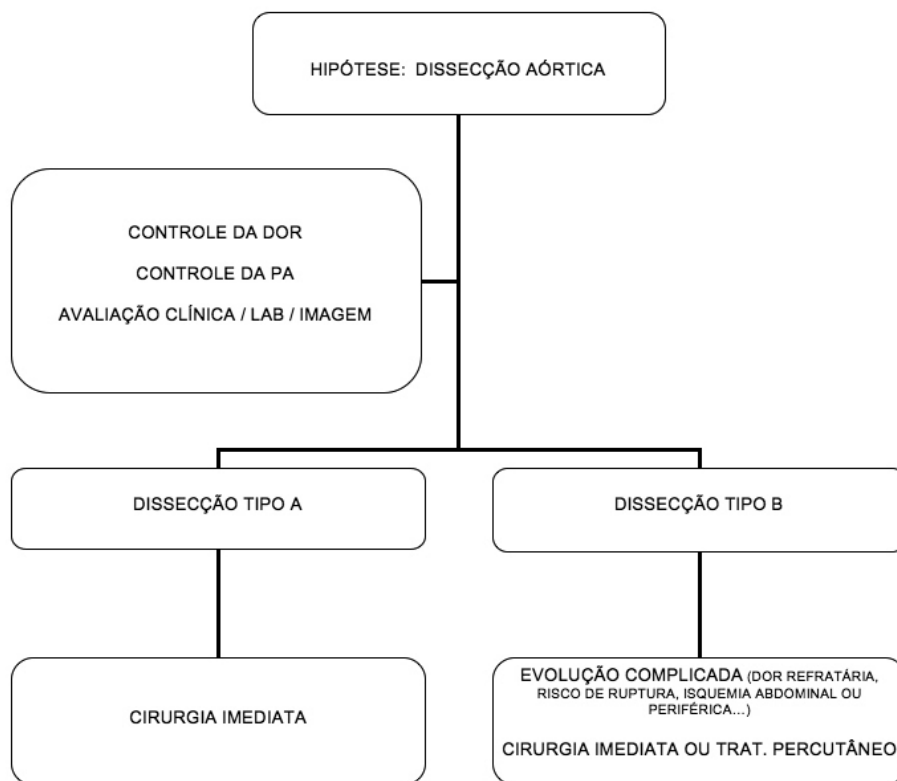 HIPÓTESE: DISSECÇÃO AÓRTICA
CONTROLE DA DOR
CONTROLE DA PA
AVALIAÇÃO CLÍNICA / LAB / IMAGEM
DISSECÇÃO TIPO A
DISSECÇÃO TIPO B
CIRURGIA IMEDIATA
EVOLUÇÃO COMPLICADA (DOR REFRATÁRIA,
RISCO DE RUPTURA, ISQUEMIA ABDOMINAL OU
PERIFÉRICA...)
CIRURGIA IMEDIATA OU TRAT. PERCUTÂNEO